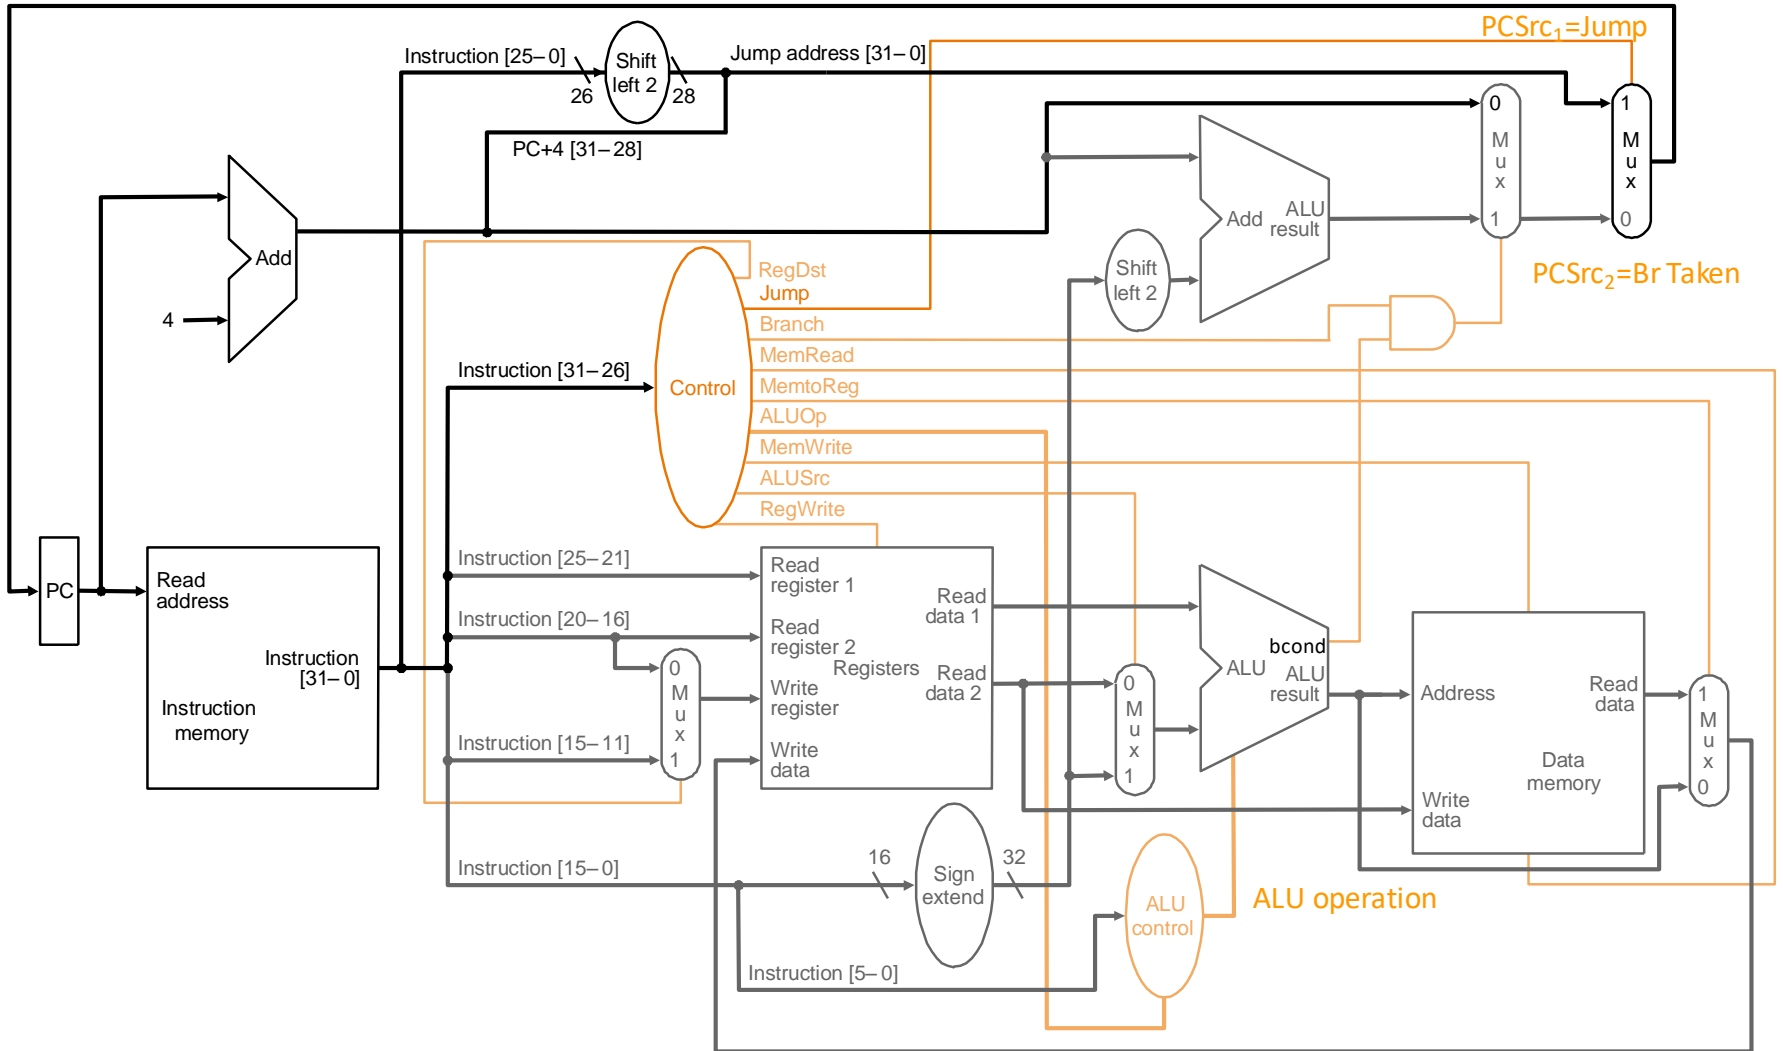 PCSrc1=Jump
Instruction [25–0]
Shift
left 2
Jump address [31–0]
26
28
PC+4 [31–28]
0
M
u
x
1
1
M
u
x
0
Add
ALU
result
Add
4
Shift
left 2
PCSrc2=Br Taken
RegDst
Jump
Branch
MemRead
MemtoReg
ALUOp
MemWrite
ALUSrc
RegWrite
Instruction [31–26]
Control
PC
Read
address
Instruction
[31–0]
Instruction
memory
Instruction [25–21]
Instruction [20–16]
Instruction [15–11]
Instruction [15–0]
Instruction [5–0]
0
M
u
x
1
Read
register 1
Read
register 2
Write
register
Write
data
Registers
Read
data 1
Read
data 2
0
M
u
x
1
bcond
ALU
ALU
result
Address
Write
data
Read
data
Data
memory
1
M
u
x
0
16
Sign
extend
32
ALU
control
ALU operation